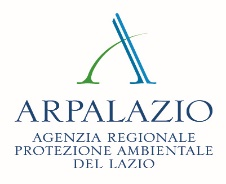 ARPALAZIO
AGENZIA REGIONALE
PROTEZIONE AMBIENTALE
DEL LAZIO